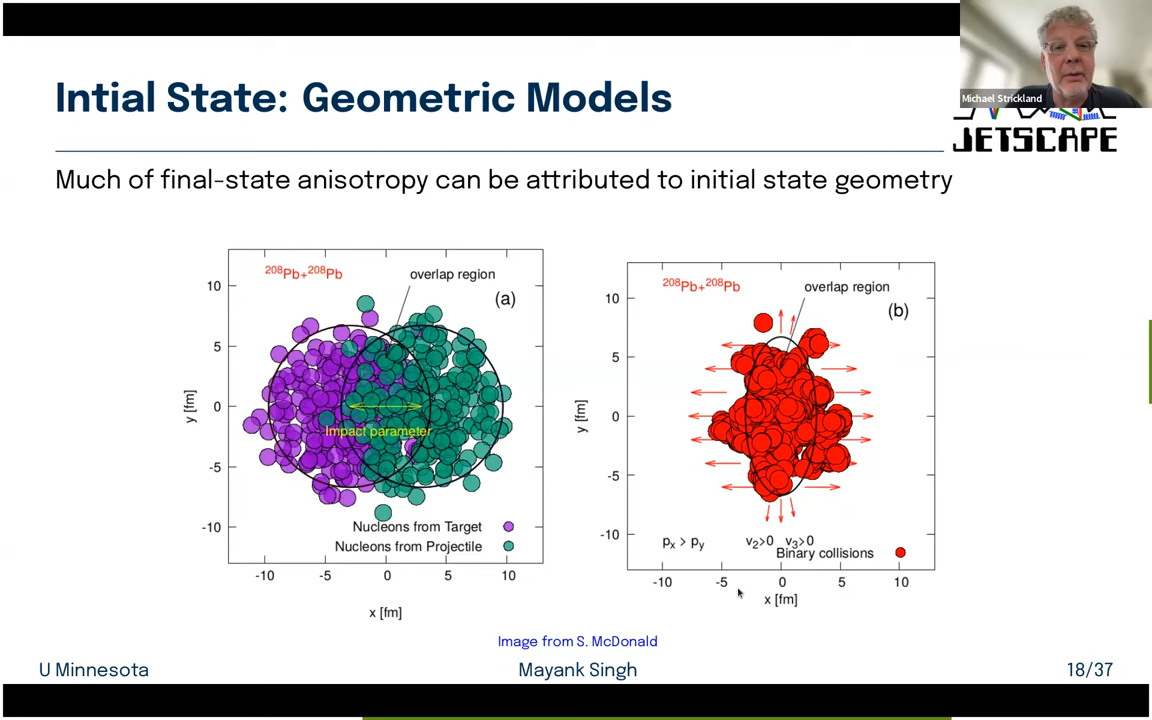 Michael Strickland
Intial State: Geometric Models
JETSCAPE
Much of final-state anisotropy can be attributed to initial state geometry
208Pb+208Pb
overlap region
(a)
10
5
0
-5
-10
y [fm]
Impact parameter
Nucleons from Target
Nucleons from Projectile
-10 -5 0 5 10
x [fm]
208Pb+208Pb
overlap region
(b)
10
5
0
-5
-10
y [fm]
px > py v2>0 v3>0
Binary collisions
-10 -5 0 5 10
x [fm]
Image from S. McDonald
U Minnesota Mayank Singh 18/37